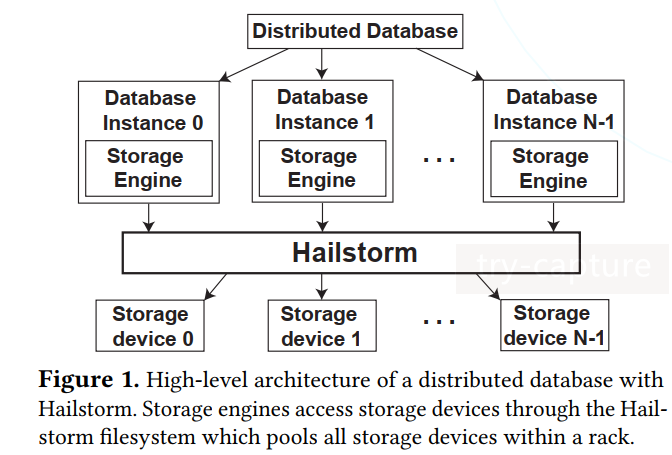 Distributed Database
Database
Instance 0
Storage
Engine
Database
Instance 1
Storage
Engine
. . .
Database
Instance N-1
Storage
Engine
Hailstorm
try-capture
Storage
device 0
Storage
device 1
. . .
Storage
device N-1
Figure 1. High-level architecture of a distributed database with
Hailstorm. Storage engines access storage devices through the Hail-
storm filesystem which pools all storage devices within a rack.